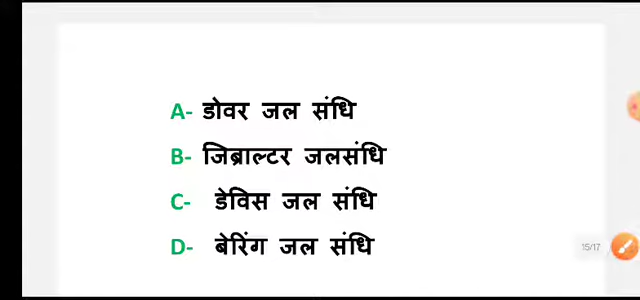 A- डोवर जल संधि
B- जिब्राल्टर जलसंधि
C- डेविस जल संधि
D- बेरिंग जल संधि
15/17